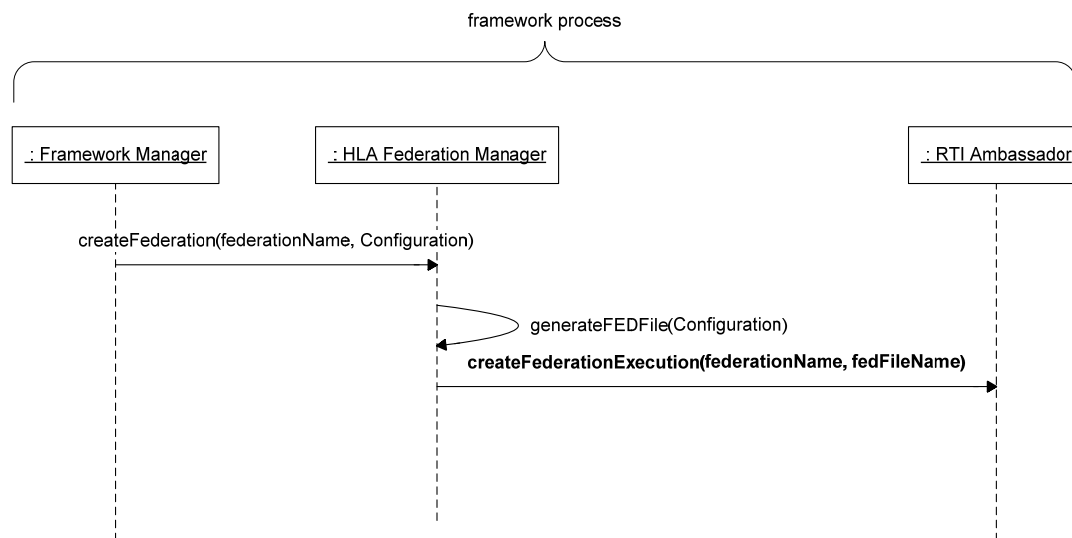 framework process
: Framework Manager
: HLA Federation Manager
: RTI Ambassador
createFederation(federationName, Configuration)
generateFEDFile(Configuration)
createFederationExecution(federationName, fedFileName)